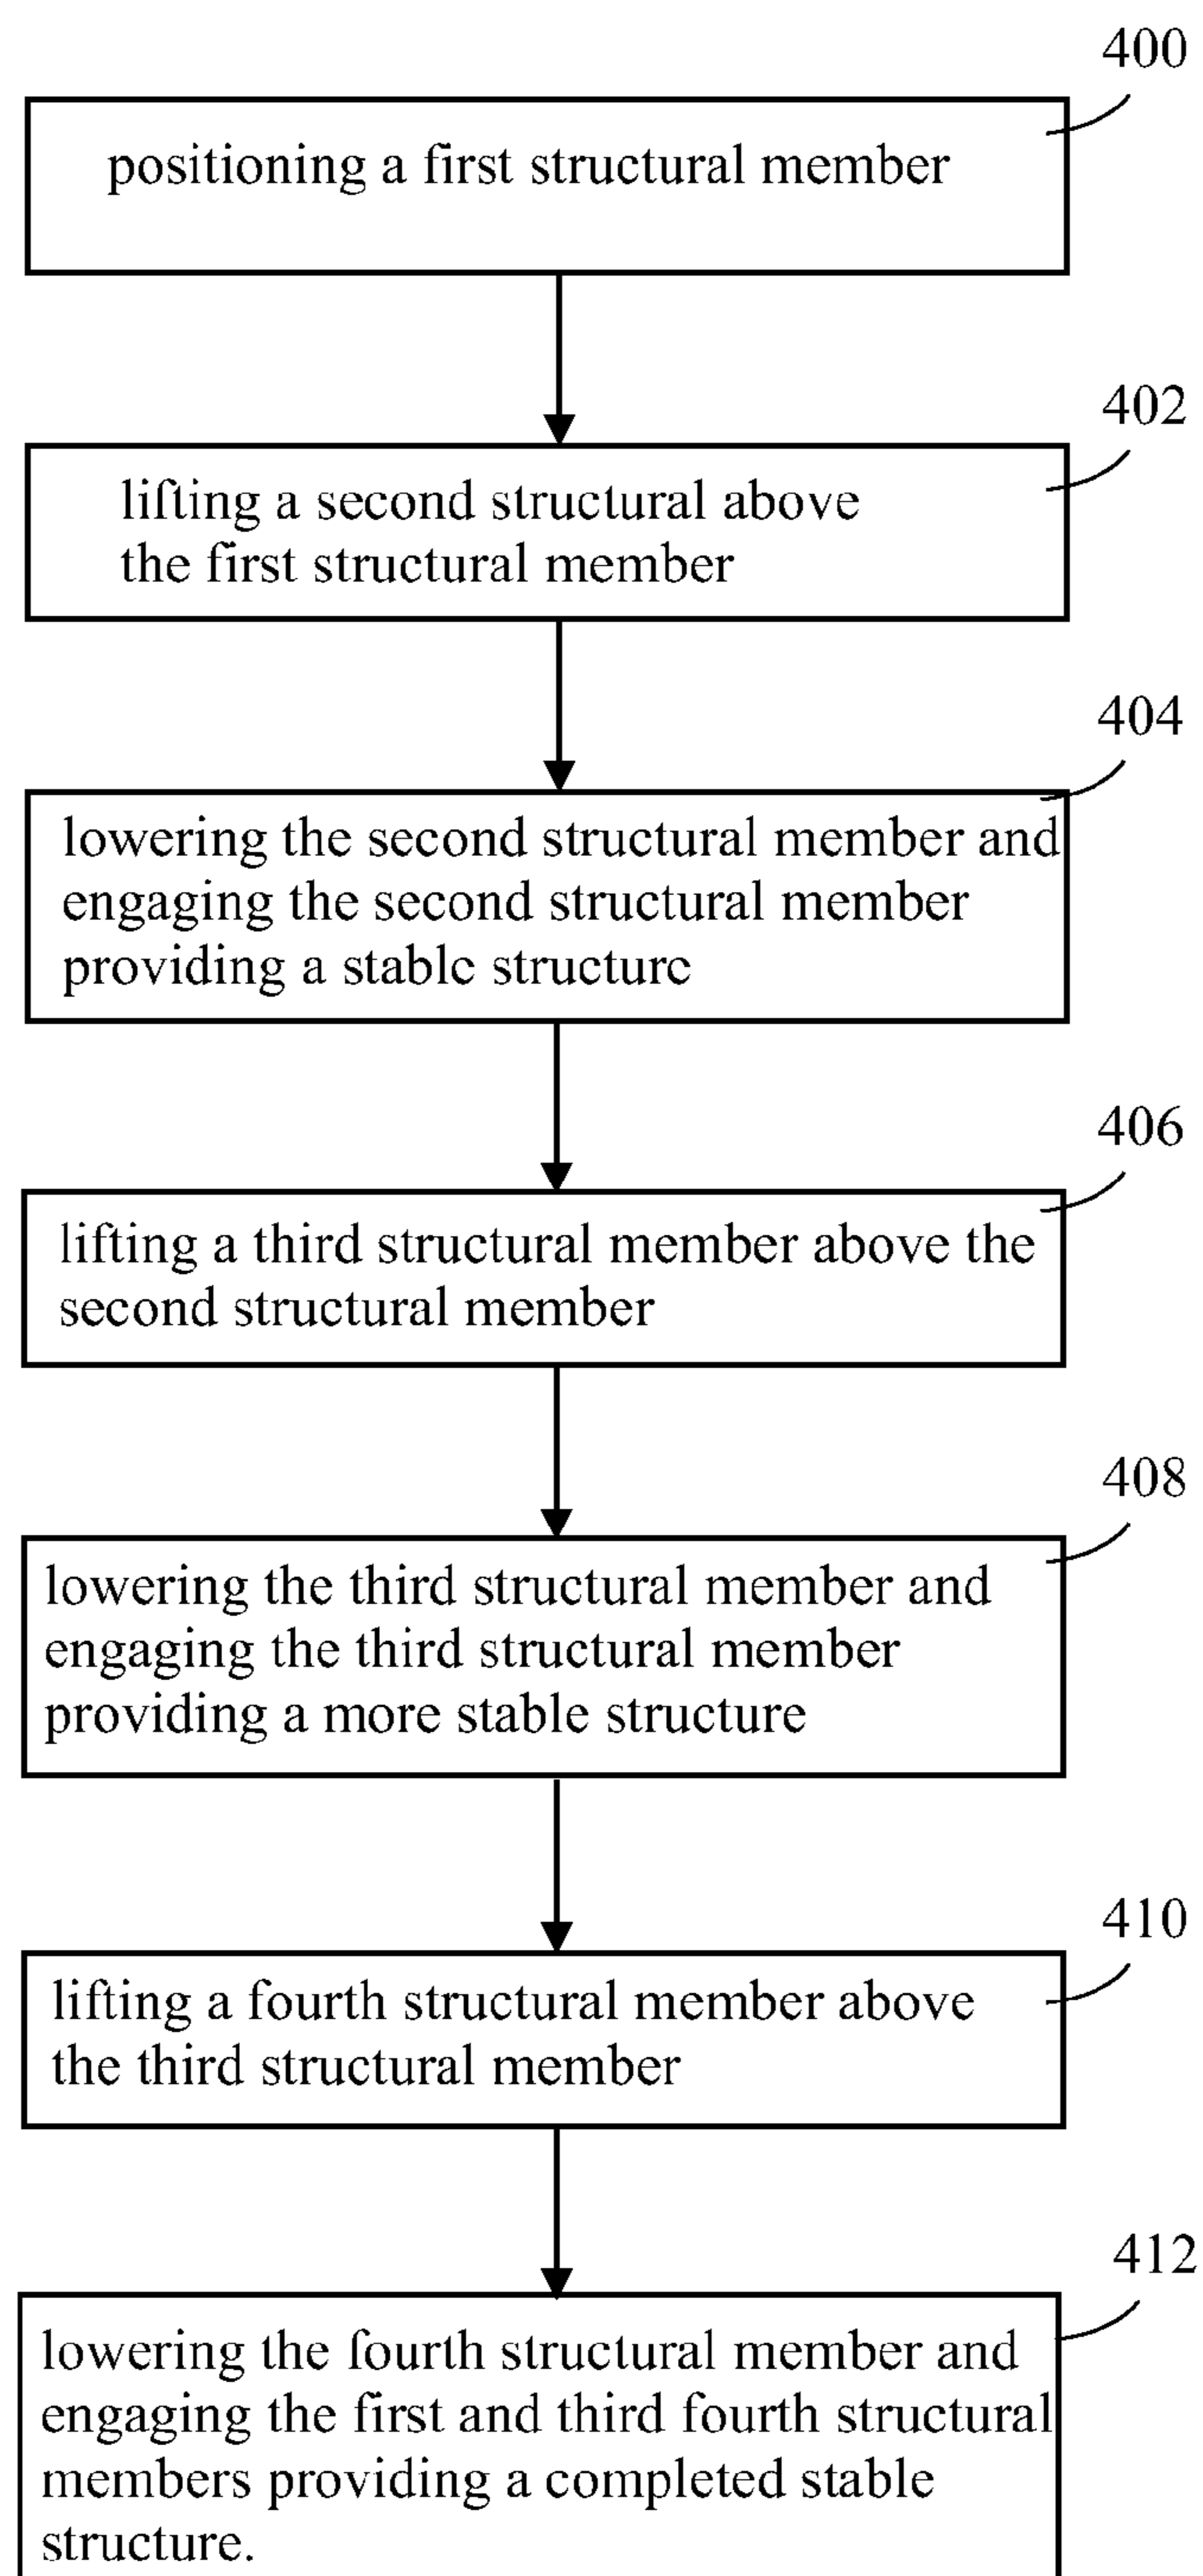 400
positioning a first structural member
402
lifting a second structural above
the first structural member
404
lowering the second structural member and
engaging the second structural member
providing a stable structure
406
lifting a third structural member above the
second structural member
408
lowering the third structural member and
engaging the third structural member
providing a more stable structure
410
lifting a fourth structural member above
the third structural member
412
lowering the fourth structural member and
engaging the first and third fourth structural
members providing a completed stable
structure.